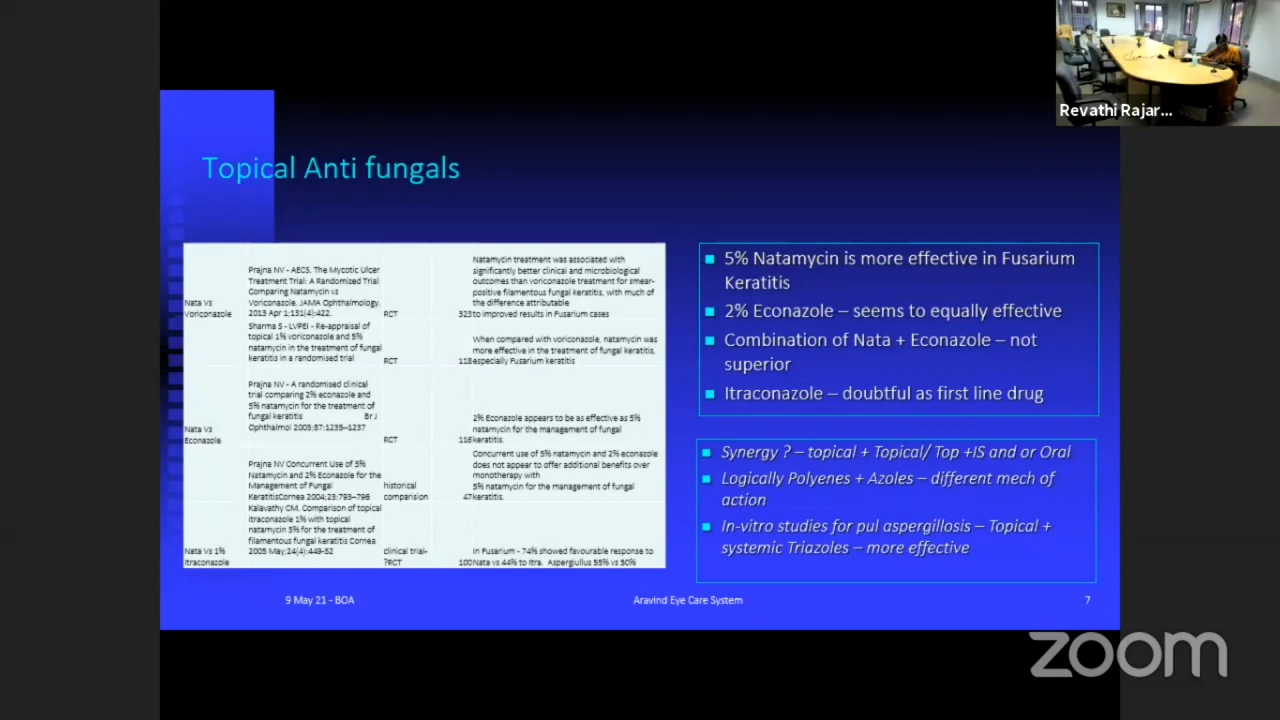 Revathi Rajar...
Topical Anti fungals
Nata Vs
Voriconazole
Prajna NV - AECS. The Mycotic Ulcer
Treatment Trial: A Randomized Trial
Comparing Natamycin vs
Voriconazole. JAMA Ophthalmology.
2013 Apr 1;131(4):422.
RCT
323
Natamycin treatment was associated with
significantly better clinical and microbiological
outcomes than voriconazole treatment for smear-
positive filamentous fungal keratitis, with much of
the difference attributable
to improved results in Fusarium cases
Sharma S - LVPEI - Re-appraisal of
topical 1% voriconazole and 5%
natamycin in the treatment of fungal
keratitis in a randomised trial
RCT
118
When compared with voriconazole, natamycin was
more effective in the treatment of fungal keratitis,
especially Fusarium keratitis
Nata Vs
Econazole
Prajna NV - A randomised clinical
trial comparing 2% econazole and
5% natamycin for the treatment of
fungal keratitis Br J
Ophthalmol 2003;87:1235–1237
RCT
116
2% Econazole appears to be as effective as 5%
natamycin for the management of fungal
keratitis.
Prajna NV Concurrent Use of 5%
Natamycin and 2% Econazole for the
Management of Fungal
KeratitisCornea 2004;23:793–796
historical
comparision
47
Concurrent use of 5% natamycin and 2% econazole
does not appear to offer additional benefits over
monotherapy with
5% natamycin for the management of fungal
keratitis.
Nata Vs 1%
Itraconazole
Kalavathy CM. Comparison of topical
itraconazole 1% with topical
natamycin 5% for the treatment of
filamentous fungal keratitis Cornea
2005 May;24(4):449-52
clinical trial-
?RCT
100
In Fusarium - 74% showed favourable response to
Nata vs 44% to Itra. Aspergiullus 55% vs 50%
5% Natamycin is more effective in Fusarium
Keratitis
2% Econazole – seems to equally effective
Combination of Nata + Econazole – not
superior
Itraconazole – doubtful as first line drug
Synergy ? – topical + Topical/ Top +IS and or Oral
Logically Polyenes + Azoles – different mech of
action
In-vitro studies for pul aspergillosis – Topical +
systemic Triazoles – more effective
9 May 21 - BOA
Aravind Eye Care System
7
zoom